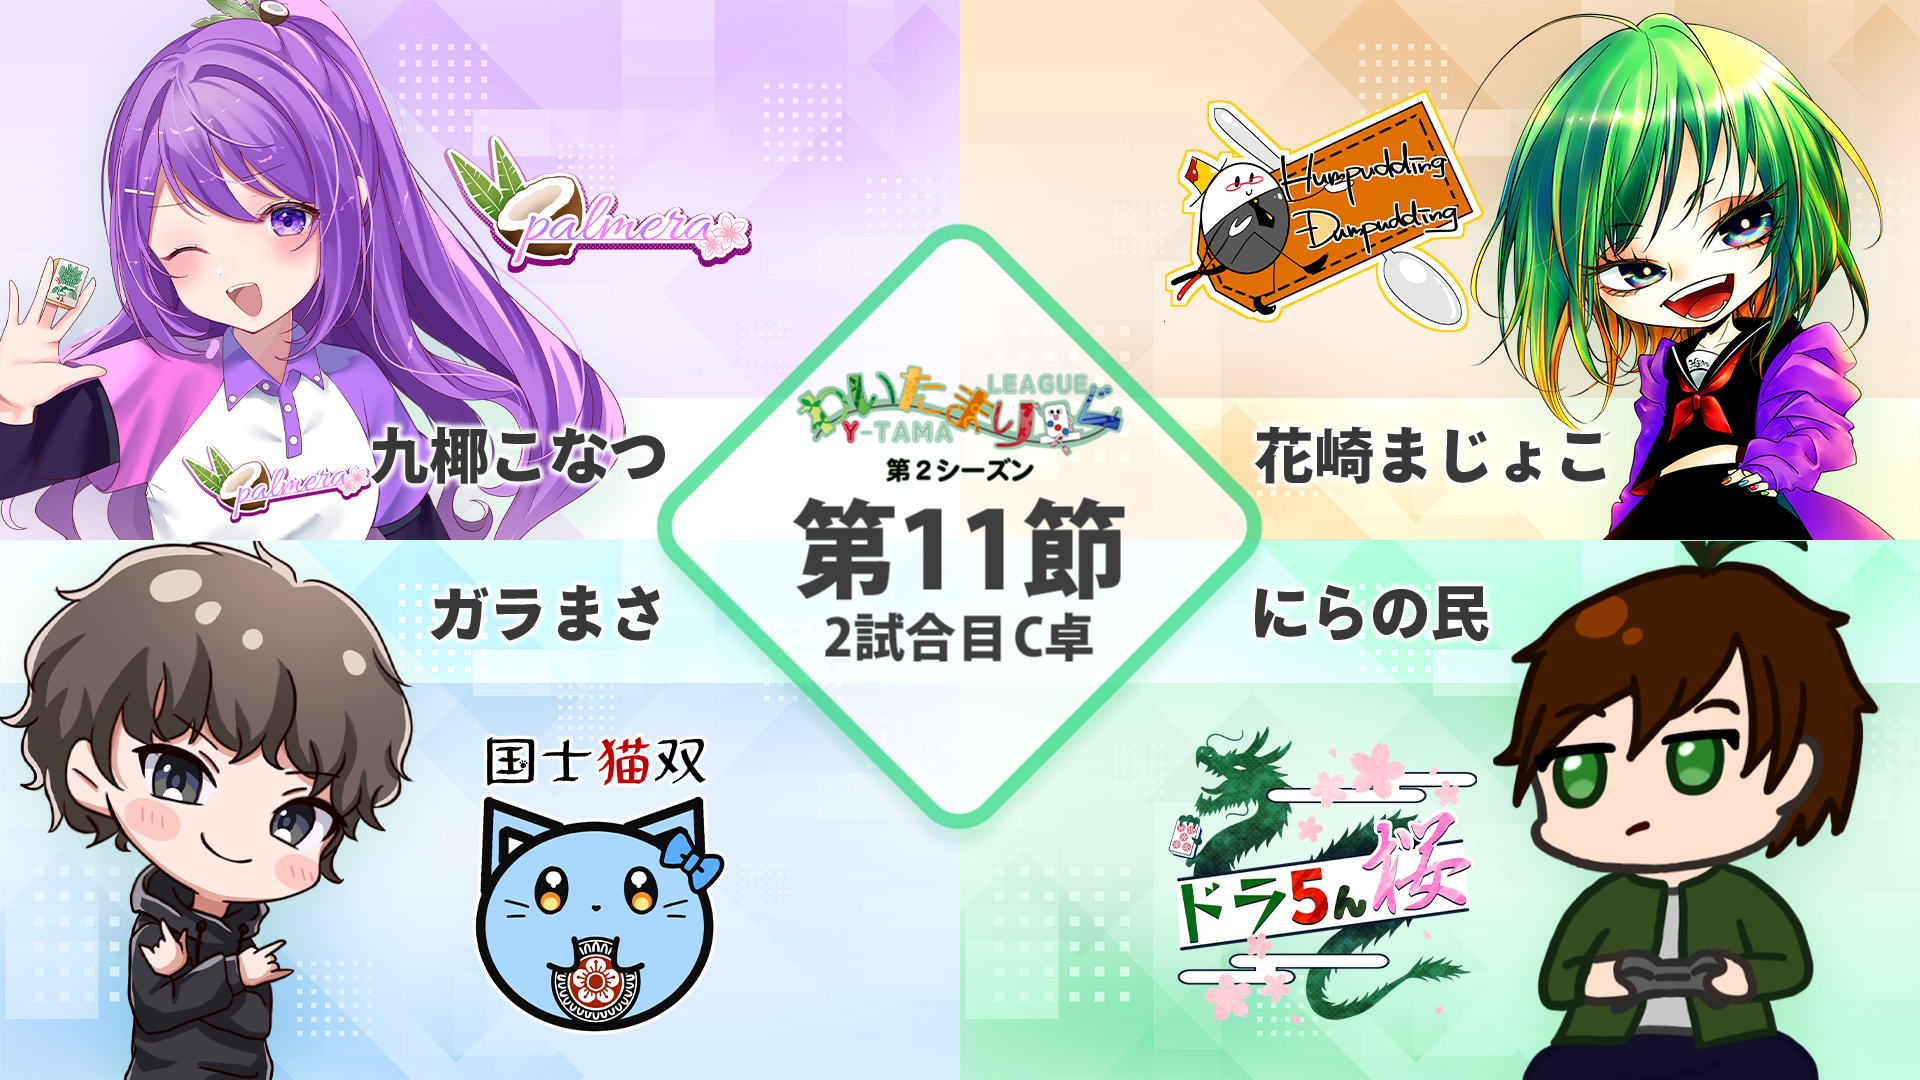 palmera
九椰こなつ
palmera
Humpudding
Dumpudding
花崎まじょこ
わいたまりーぐ
LEAGUE
Y-TAMA
第2シーズン
第11節
2試合目C卓
ガラまさ
国士猫双
にらの民
ドラ5ん桜